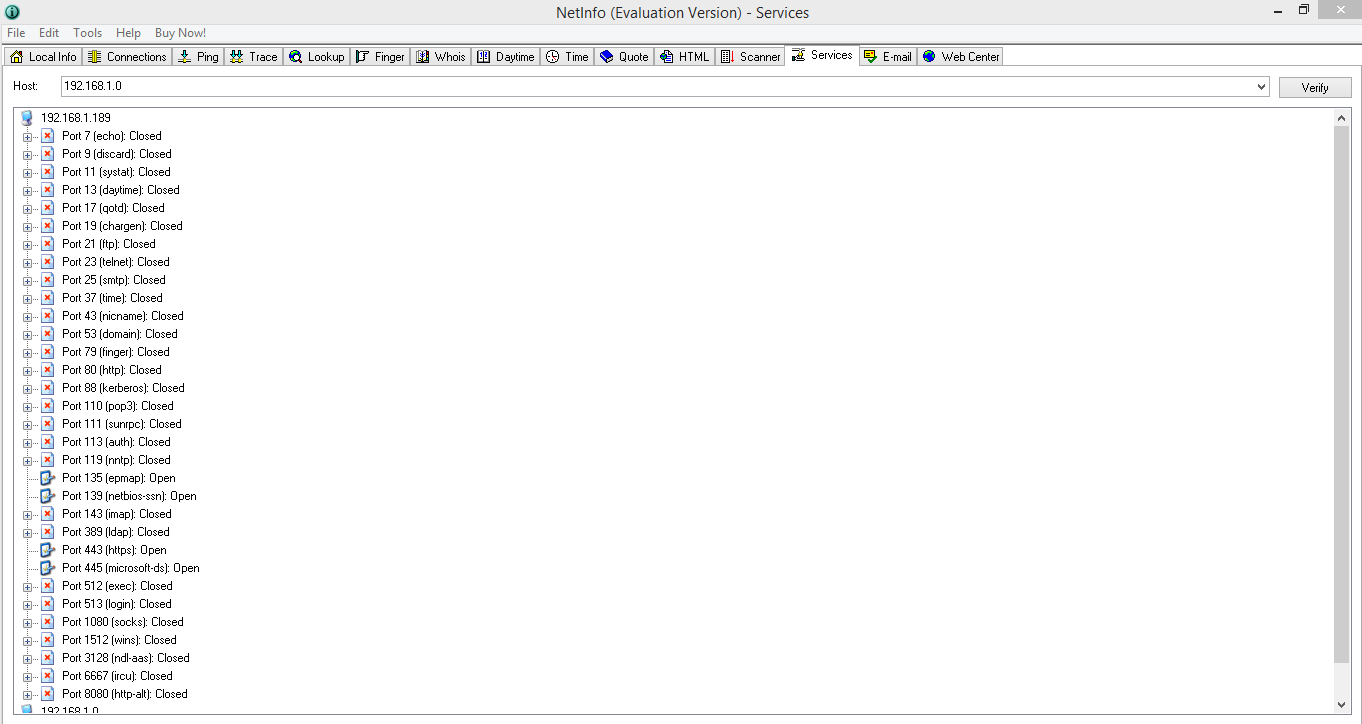 NetInfo (Evaluation Version) - Services
File Edit Tools Help Buy Now!
Local Info Connections Ping Trace Lookup Finger Whois Daytime Time Quote HTML Scanner Services E-mail Web Center
Host: 192.168.1.0 Verify
192.168.1.189
Port 7 (echo): Closed
Port 9 (discard): Closed
Port 11 (systat): Closed
Port 13 (daytime): Closed
Port 17 (qotd): Closed
Port 19 (chargen): Closed
Port 21 (ftp): Closed
Port 23 (telnet): Closed
Port 25 (smtp): Closed
Port 37 (time): Closed
Port 43 (nicname): Closed
Port 53 (domain): Closed
Port 79 (finger): Closed
Port 80 (http): Closed
Port 88 (kerberos): Closed
Port 110 (pop3): Closed
Port 111 (sunrpc): Closed
Port 113 (auth): Closed
Port 119 (nntp): Closed
Port 135 (epmap): Open
Port 139 (netbios-ssn): Open
Port 143 (imap): Closed
Port 389 (ldap): Closed
Port 443 (https): Open
Port 445 (microsoft-ds): Open
Port 512 (exec): Closed
Port 513 (login): Closed
Port 1080 (socks): Closed
Port 1512 (wins): Closed
Port 3128 (ndl-aas): Closed
Port 6667 (ircu): Closed
Port 8080 (http-alt): Closed
192.168.1.0